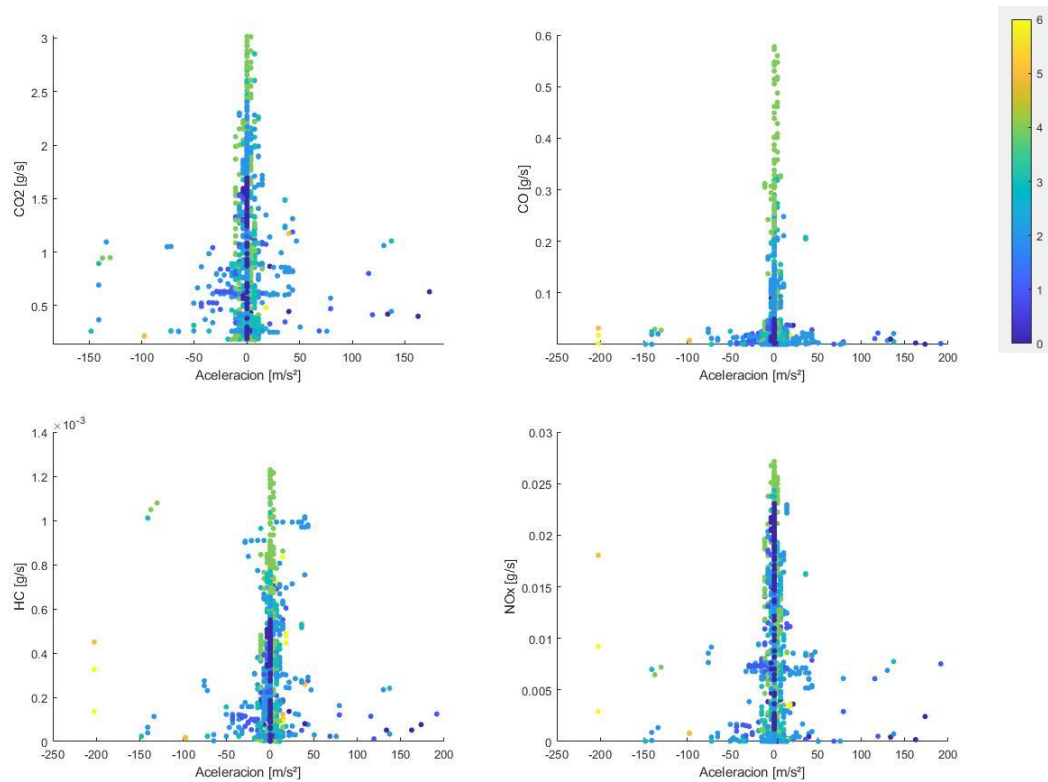 3
2.5
2
1.5
1
0.5
CO2 [g/s]
-150 -100 -50 0 50 100 150
Aceleracion [m/s²]
0.6
0.5
0.4
0.3
0.2
0.1
CO [g/s]
-250 -200 -150 -100 -50 0 50 100 150 200
Aceleracion [m/s²]
6
5
4
3
2
1
0
× 10⁻³
1.4
1.2
1
0.8
0.6
0.4
0.2
0
HC [g/s]
-250 -200 -150 -100 -50 0 50 100 150 200
Aceleracion [m/s²]
0.03
0.025
0.02
0.015
0.01
0.005
0
NOx [g/s]
-250 -200 -150 -100 -50 0 50 100 150 200
Aceleracion [m/s²]